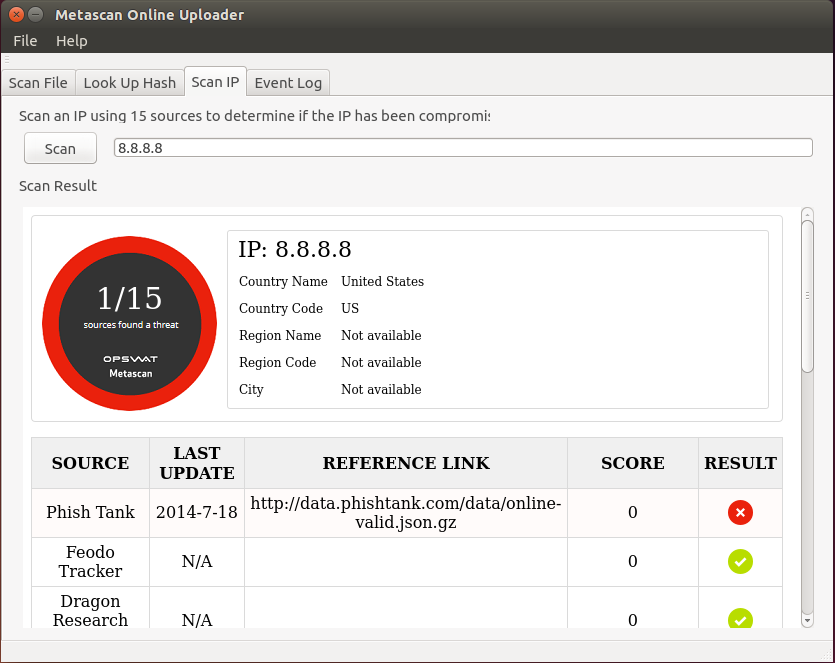 Metascan Online Uploader
File Help
Scan File Look Up Hash Scan IP Event Log
Scan an IP using 15 sources to determine if the IP has been compromi
Scan 8.8.8.8
Scan Result
1/15
sources found a threat
OPSWAT
Metascan
IP: 8.8.8.8
Country Name United States
Country Code US
Region Name Not available
Region Code Not available
City Not available
SOURCE LAST UPDATE REFERENCE LINK SCORE RESULT
Phish Tank 2014-7-18 http://data.phishtank.com/data/online-valid.json.gz 0
Feodo Tracker N/A 0
Dragon Research N/A 0